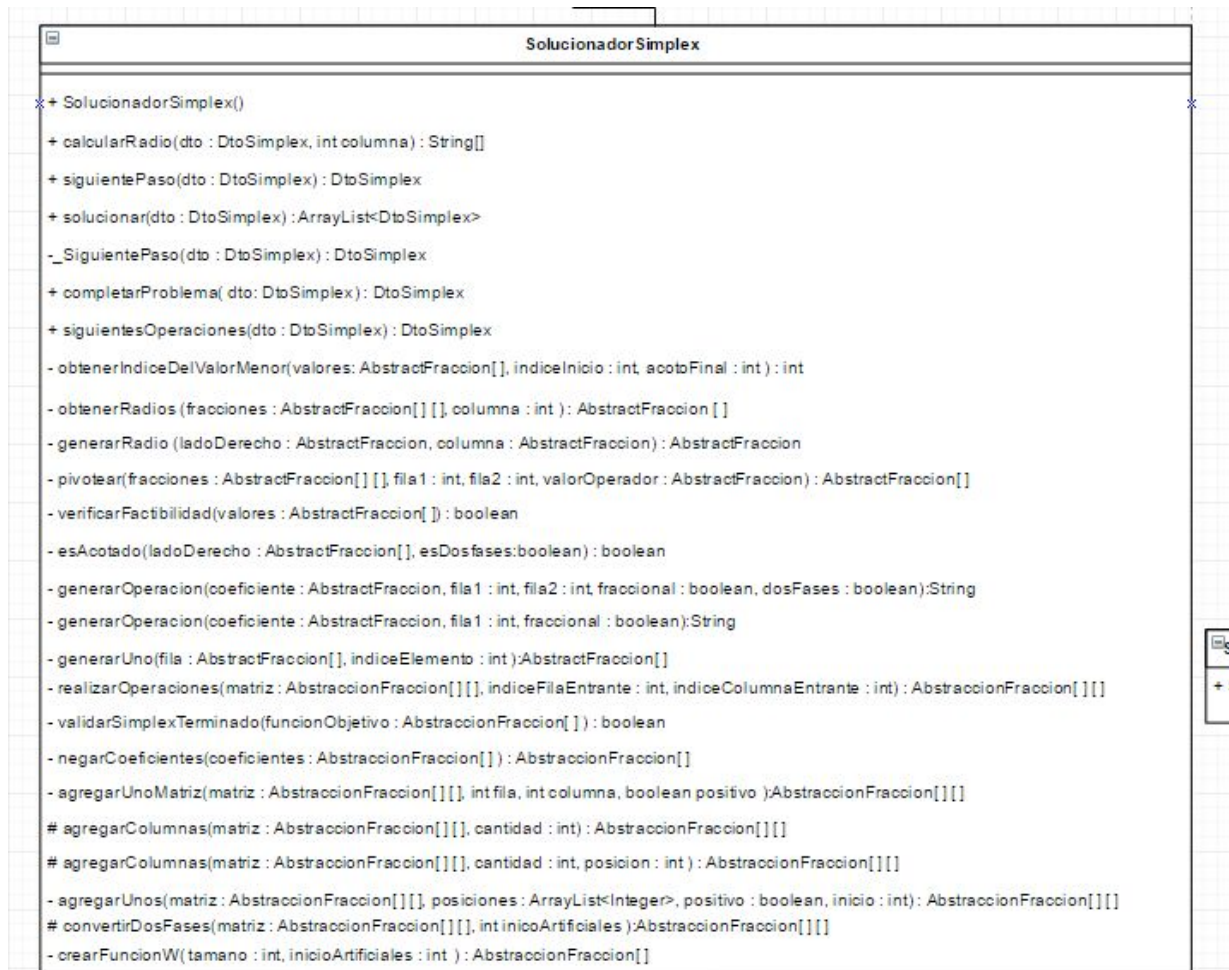 SolucionadorSimplex
+ SolucionadorSimplex()
+ calcularRadio(dto : DtoSimplex, int columna) : String[]
+ siguientePaso(dto : DtoSimplex) : DtoSimplex
+ solucionar(dto : DtoSimplex) :ArrayList<DtoSimplex>
-_SiguientePaso(dto : DtoSimplex) : DtoSimplex
+ completarProblema( dto: DtoSimplex) : DtoSimplex
+ siguientesOperaciones(dto : DtoSimplex) : DtoSimplex
- obtenerIndiceDelValorMenor(valores: AbstractFraccion[ ], indiceInicio : int, acotoFinal : int ) : int
- obtenerRadios (fracciones : AbstractFraccion[ ] [ ], columna : int ) : AbstractFraccion [ ]
- generarRadio (ladoDerecho : AbstractFraccion, columna : AbstractFraccion) : AbstractFraccion
- pivotear(fracciones : AbstractFraccion[ ] [ ], fila1 : int, fila2 : int, valorOperador : AbstractFraccion) : AbstractFraccion[ ]
- verificarFactibilidad(valores : AbstractFraccion[ ]) : boolean
- esAcotado(ladoDerecho : AbstractFraccion[ ], esDosfases:boolean) : boolean
- generarOperacion(coeficiente : AbstractFraccion, fila1 : int, fila2 : int, fraccional : boolean, dosFases : boolean):String
- generarOperacion(coeficiente : AbstractFraccion, fila1 : int, fraccional : boolean):String
- generarUno(fila : AbstractFraccion[ ], indiceElemento : int ):AbstractFraccion[ ]
- realizarOperaciones(matriz : AbstraccionFraccion[ ] [ ], indiceFilaEntrante : int, indiceColumnaEntrante : int) : AbstraccionFraccion[ ] [ ]
- validarSimplexTerminado(funcionObjetivo : AbstraccionFraccion[ ] ) : boolean
- negarCoeficientes(coeficientes : AbstraccionFraccion[ ] ) : AbstraccionFraccion[ ]
- agregarUnoMatriz(matriz : AbstraccionFraccion[ ] [ ], int fila, int columna, boolean positivo ):AbstraccionFraccion[ ] [ ]
# agregarColumnas(matriz : AbstraccionFraccion[ ] [ ], cantidad : int) : AbstraccionFraccion[ ] [ ]
# agregarColumnas(matriz : AbstraccionFraccion[ ] [ ], cantidad : int, posicion : int ) : AbstraccionFraccion[ ] [ ]
- agregarUnos(matriz : AbstraccionFraccion[ ] [ ], posiciones : ArrayList<Integer>, positivo : boolean, inicio : int) : AbstraccionFraccion[ ] [ ]
# convertirDosFases(matriz : AbstraccionFraccion[ ] [ ], int inicoArtificiales ):AbstraccionFraccion[ ] [ ]
- crearFuncionW( tamano : int, inicioArtificiales : int ) : AbstraccionFraccion[ ]
S
+